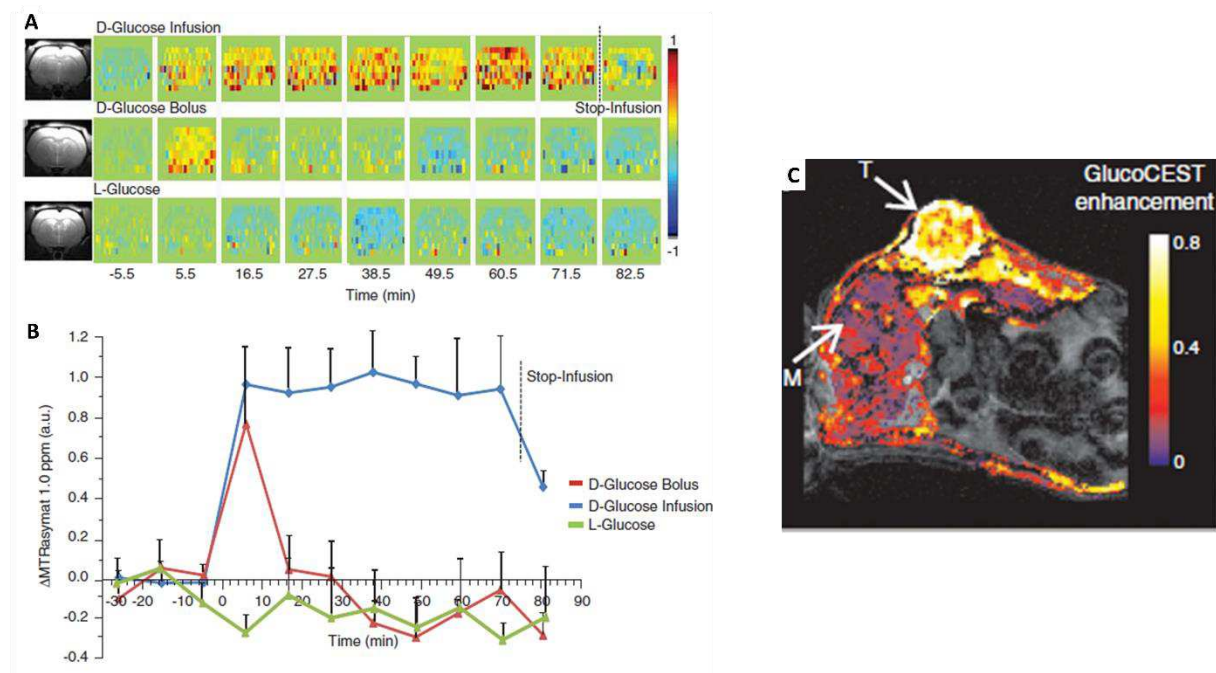 A
D-Glucose Infusion
1
D-Glucose Bolus
Stop-Infusion
L-Glucose
-1
-5.5 5.5 16.5 27.5 38.5 49.5 60.5 71.5 82.5
Time (min)
B
1.2
1.0
0.8
0.6
0.4
0.2
0.0
-0.2
-0.4
ΔMTRasymat 1.0 ppm (a.u.)
-30 -20 -10 0 10 20 30 40 50 60 70 80 90
Time (min)
Stop-Infusion
D-Glucose Bolus
D-Glucose Infusion
L-Glucose
C
T
M
GlucoCEST
enhancement
0.8
0.4
0